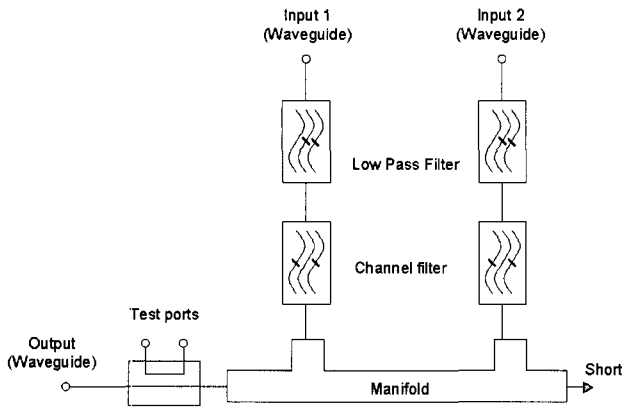 Input 1
(Waveguide)
Input 2
(Waveguide)
Low Pass Filter
Channel filter
Test ports
Output
(Waveguide)
Manifold
Short